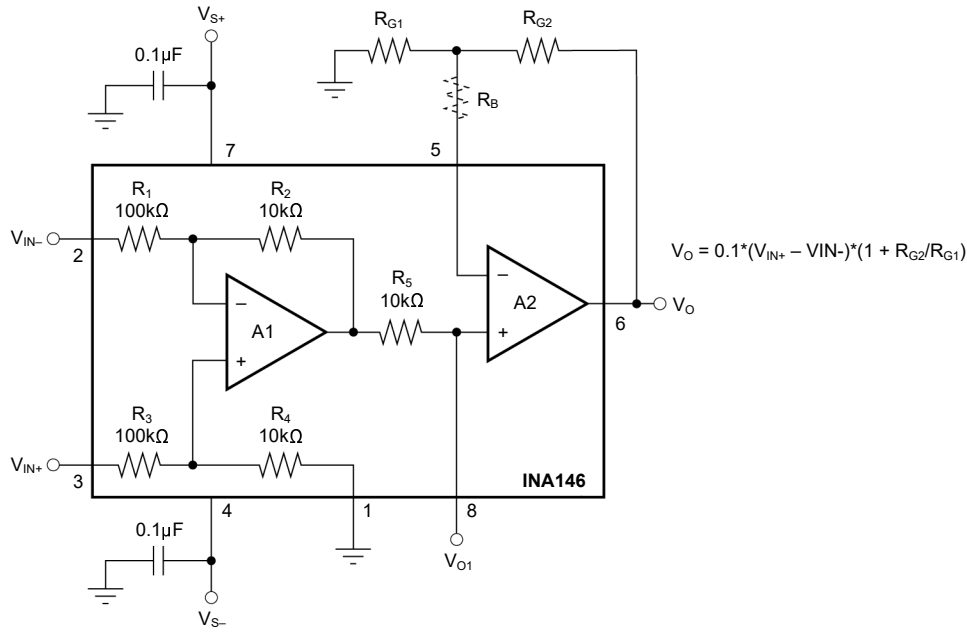 V_S+
0.1µF
7
R_G1
R_G2
R_B
5
R_1
100kΩ
R_2
10kΩ
V_IN–
2
–
A1
+
R_5
10kΩ
–
A2
+
6
V_O
V_O = 0.1*(V_IN+ – VIN-)*(1 + R_G2/R_G1)
R_3
100kΩ
R_4
10kΩ
V_IN+
3
INA146
4
1
8
0.1µF
V_O1
V_S–